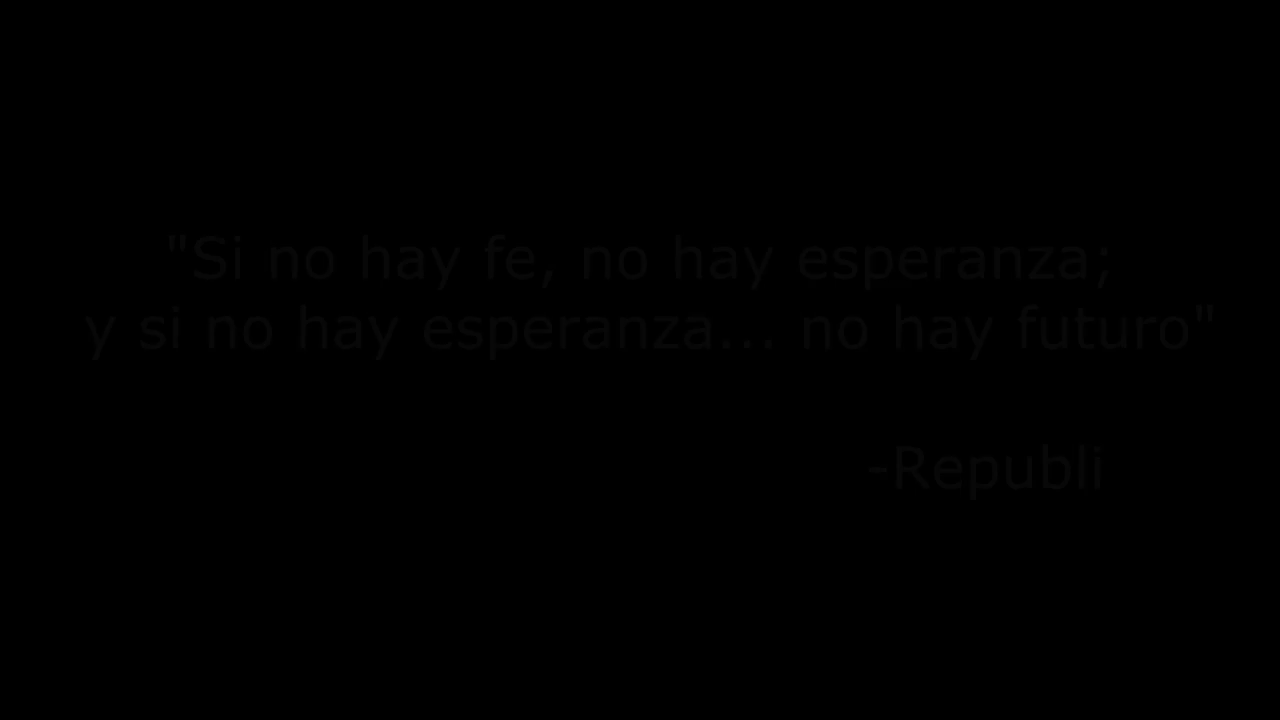 "Si no hay fe, no hay esperanza;
y si no hay esperanza... no hay futuro"
-Republi